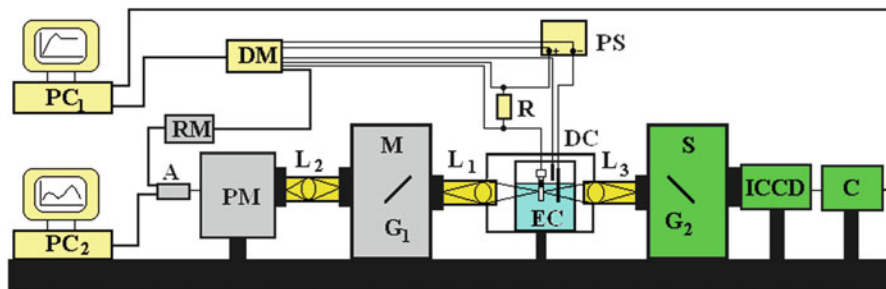 PS
DM
PC1
R
RM
DC
M
S
L2
L1
L3
A
PM
ICCD
C
EC
G1
G2
PC2
+
-